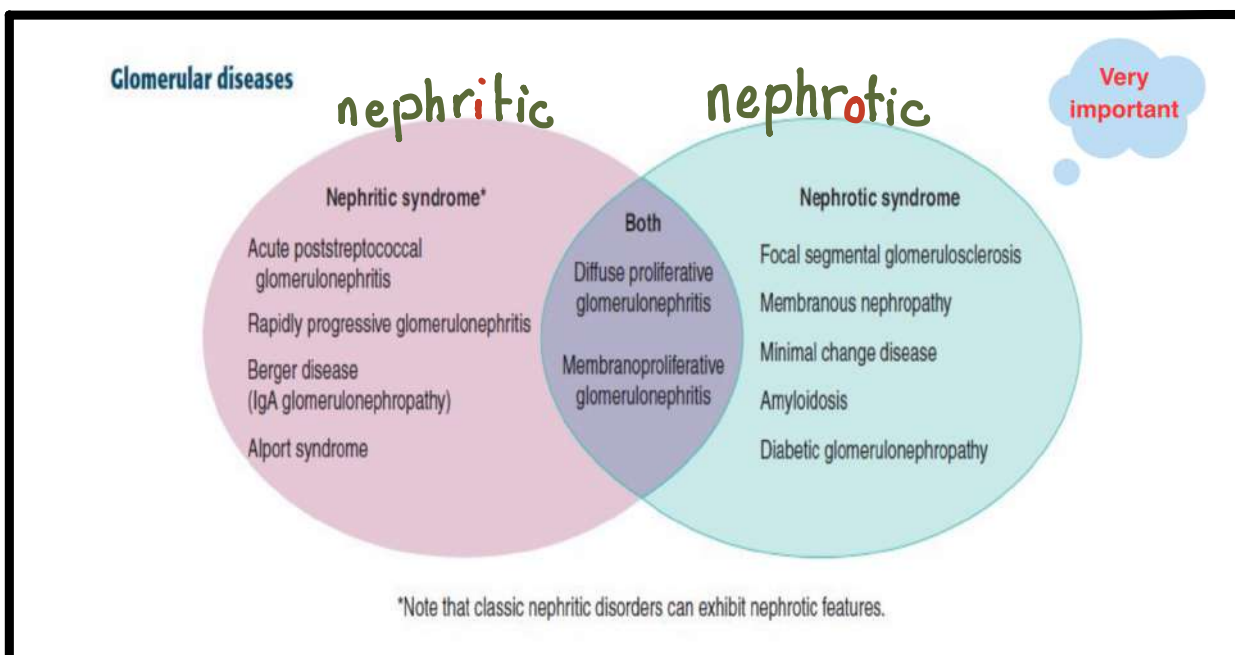 Glomerular diseases
nephritic
nephrotic
Very
important
Nephritic syndrome*
Acute poststreptococcal
glomerulonephritis
Rapidly progressive glomerulonephritis
Berger disease
(IgA glomerulonephropathy)
Alport syndrome
Both
Diffuse proliferative
glomerulonephritis
Membranoproliferative
glomerulonephritis
Nephrotic syndrome
Focal segmental glomerulosclerosis
Membranous nephropathy
Minimal change disease
Amyloidosis
Diabetic glomerulonephropathy
*Note that classic nephritic disorders can exhibit nephrotic features.